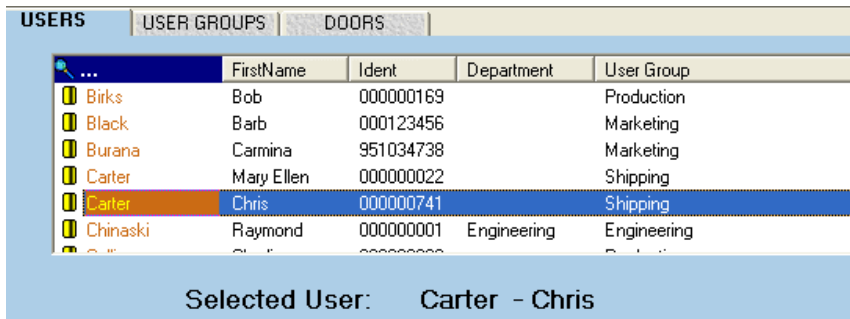 USERS USER GROUPS DOORS
... FirstName Ident Department User Group
Birks Bob 000000169 Production
Black Barb 000123456 Marketing
Burana Carmina 951034738 Marketing
Carter Mary Ellen 000000022 Shipping
Carter Chris 000000741 Shipping
Chinaski Raymond 000000001 Engineering Engineering
Selected User: Carter - Chris